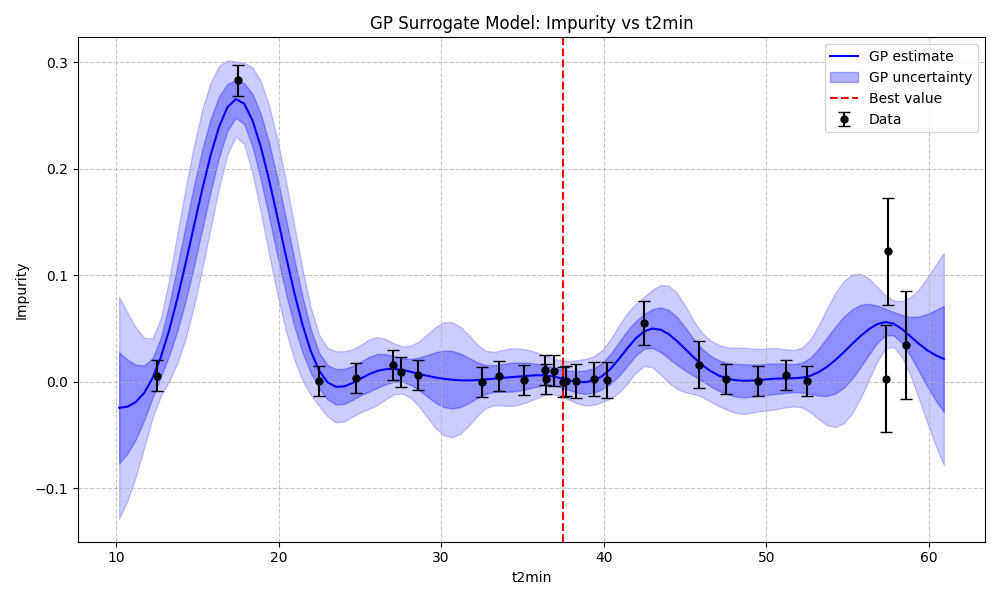 GP Surrogate Model: Impurity vs t2min
GP estimate
GP uncertainty
Best value
Data
Impurity
0.3
0.2
0.1
0.0
−0.1
10
20
30
40
50
60
t2min